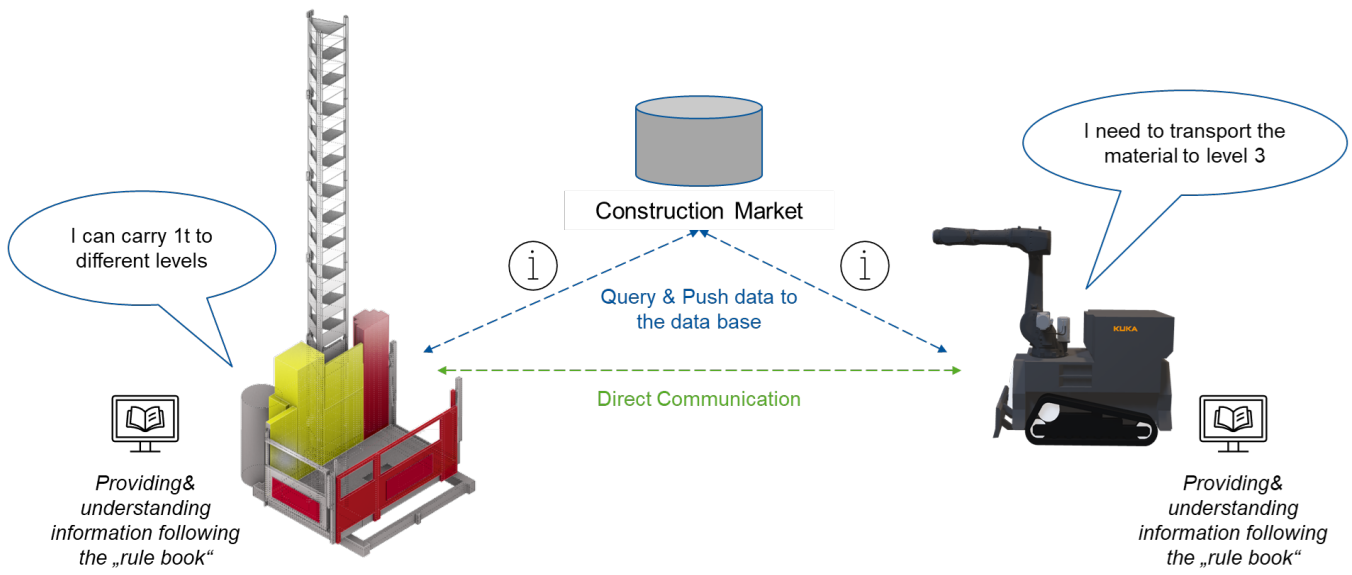 I need to transport the
material to level 3
Construction Market
I can carry 1t to
different levels
i
i
Query & Push data to
the data base
KUKA
Direct Communication
Providing&
understanding
information following
the „rule book“
Providing&
understanding
information following
the „rule book“